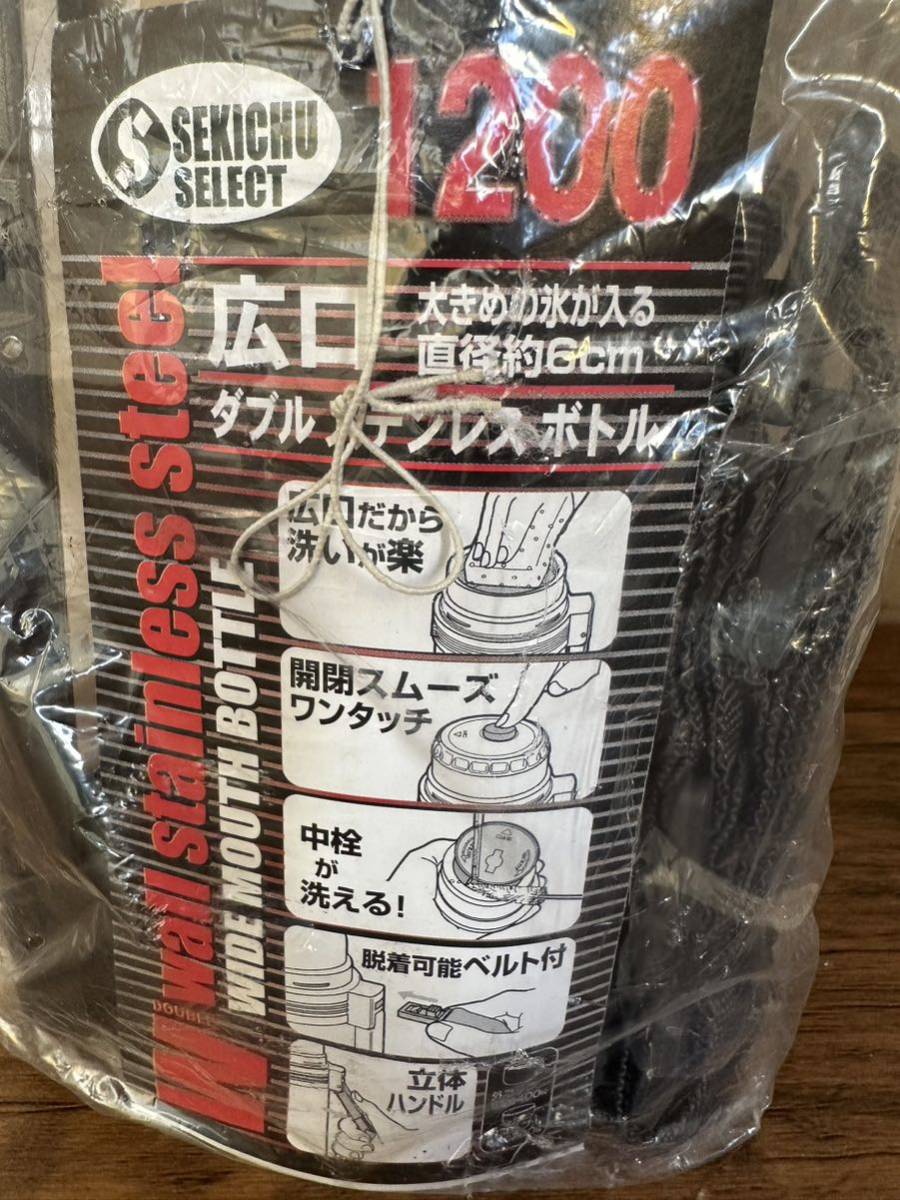 SEKICHU
SELECT
1200
広口
大きめの氷が入る
直径約6cm
ダブル ステンレス ボトル
W wall stainless steel
WIDE MOUTH BOTTLE
広口だから
洗いが楽
開閉スムーズ
ワンタッチ
中栓
が
洗える!
脱着可能ベルト付
立体
ハンドル